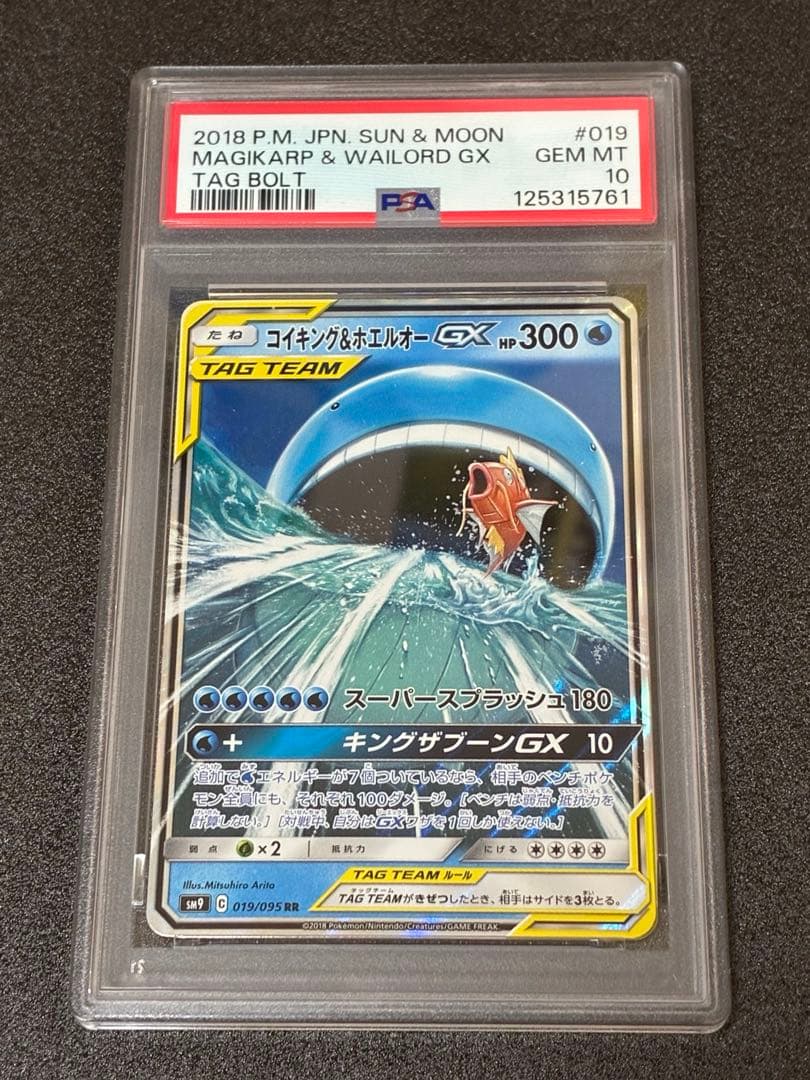 2018 P.M. JPN. SUN & MOON #019
MAGIKARP & WAILORD GX GEM MT
TAG BOLT 10
PSA 125315761
たね コイキング&ホエルオーGX HP300
TAG TEAM
スーパースプラッシュ 180
+ キングザブーンGX 10
追加でエネルギーが7個ついているなら、相手のベンチポケ
モン全員にも、それぞれ100ダメージ。[ベンチは弱点・抵抗力を
計算しない。] [対戦中、自分はGXワザを1回しか使えない。]
弱点 ×2 抵抗力 にげる
TAG TEAM ルール
Illus.Mitsuhiro Arita
TAG TEAMがきぜつしたとき、相手はサイドを3枚とる。
SM9 C 019/095 RR
©2018 Pokémon/Nintendo/Creatures/GAME FREAK.